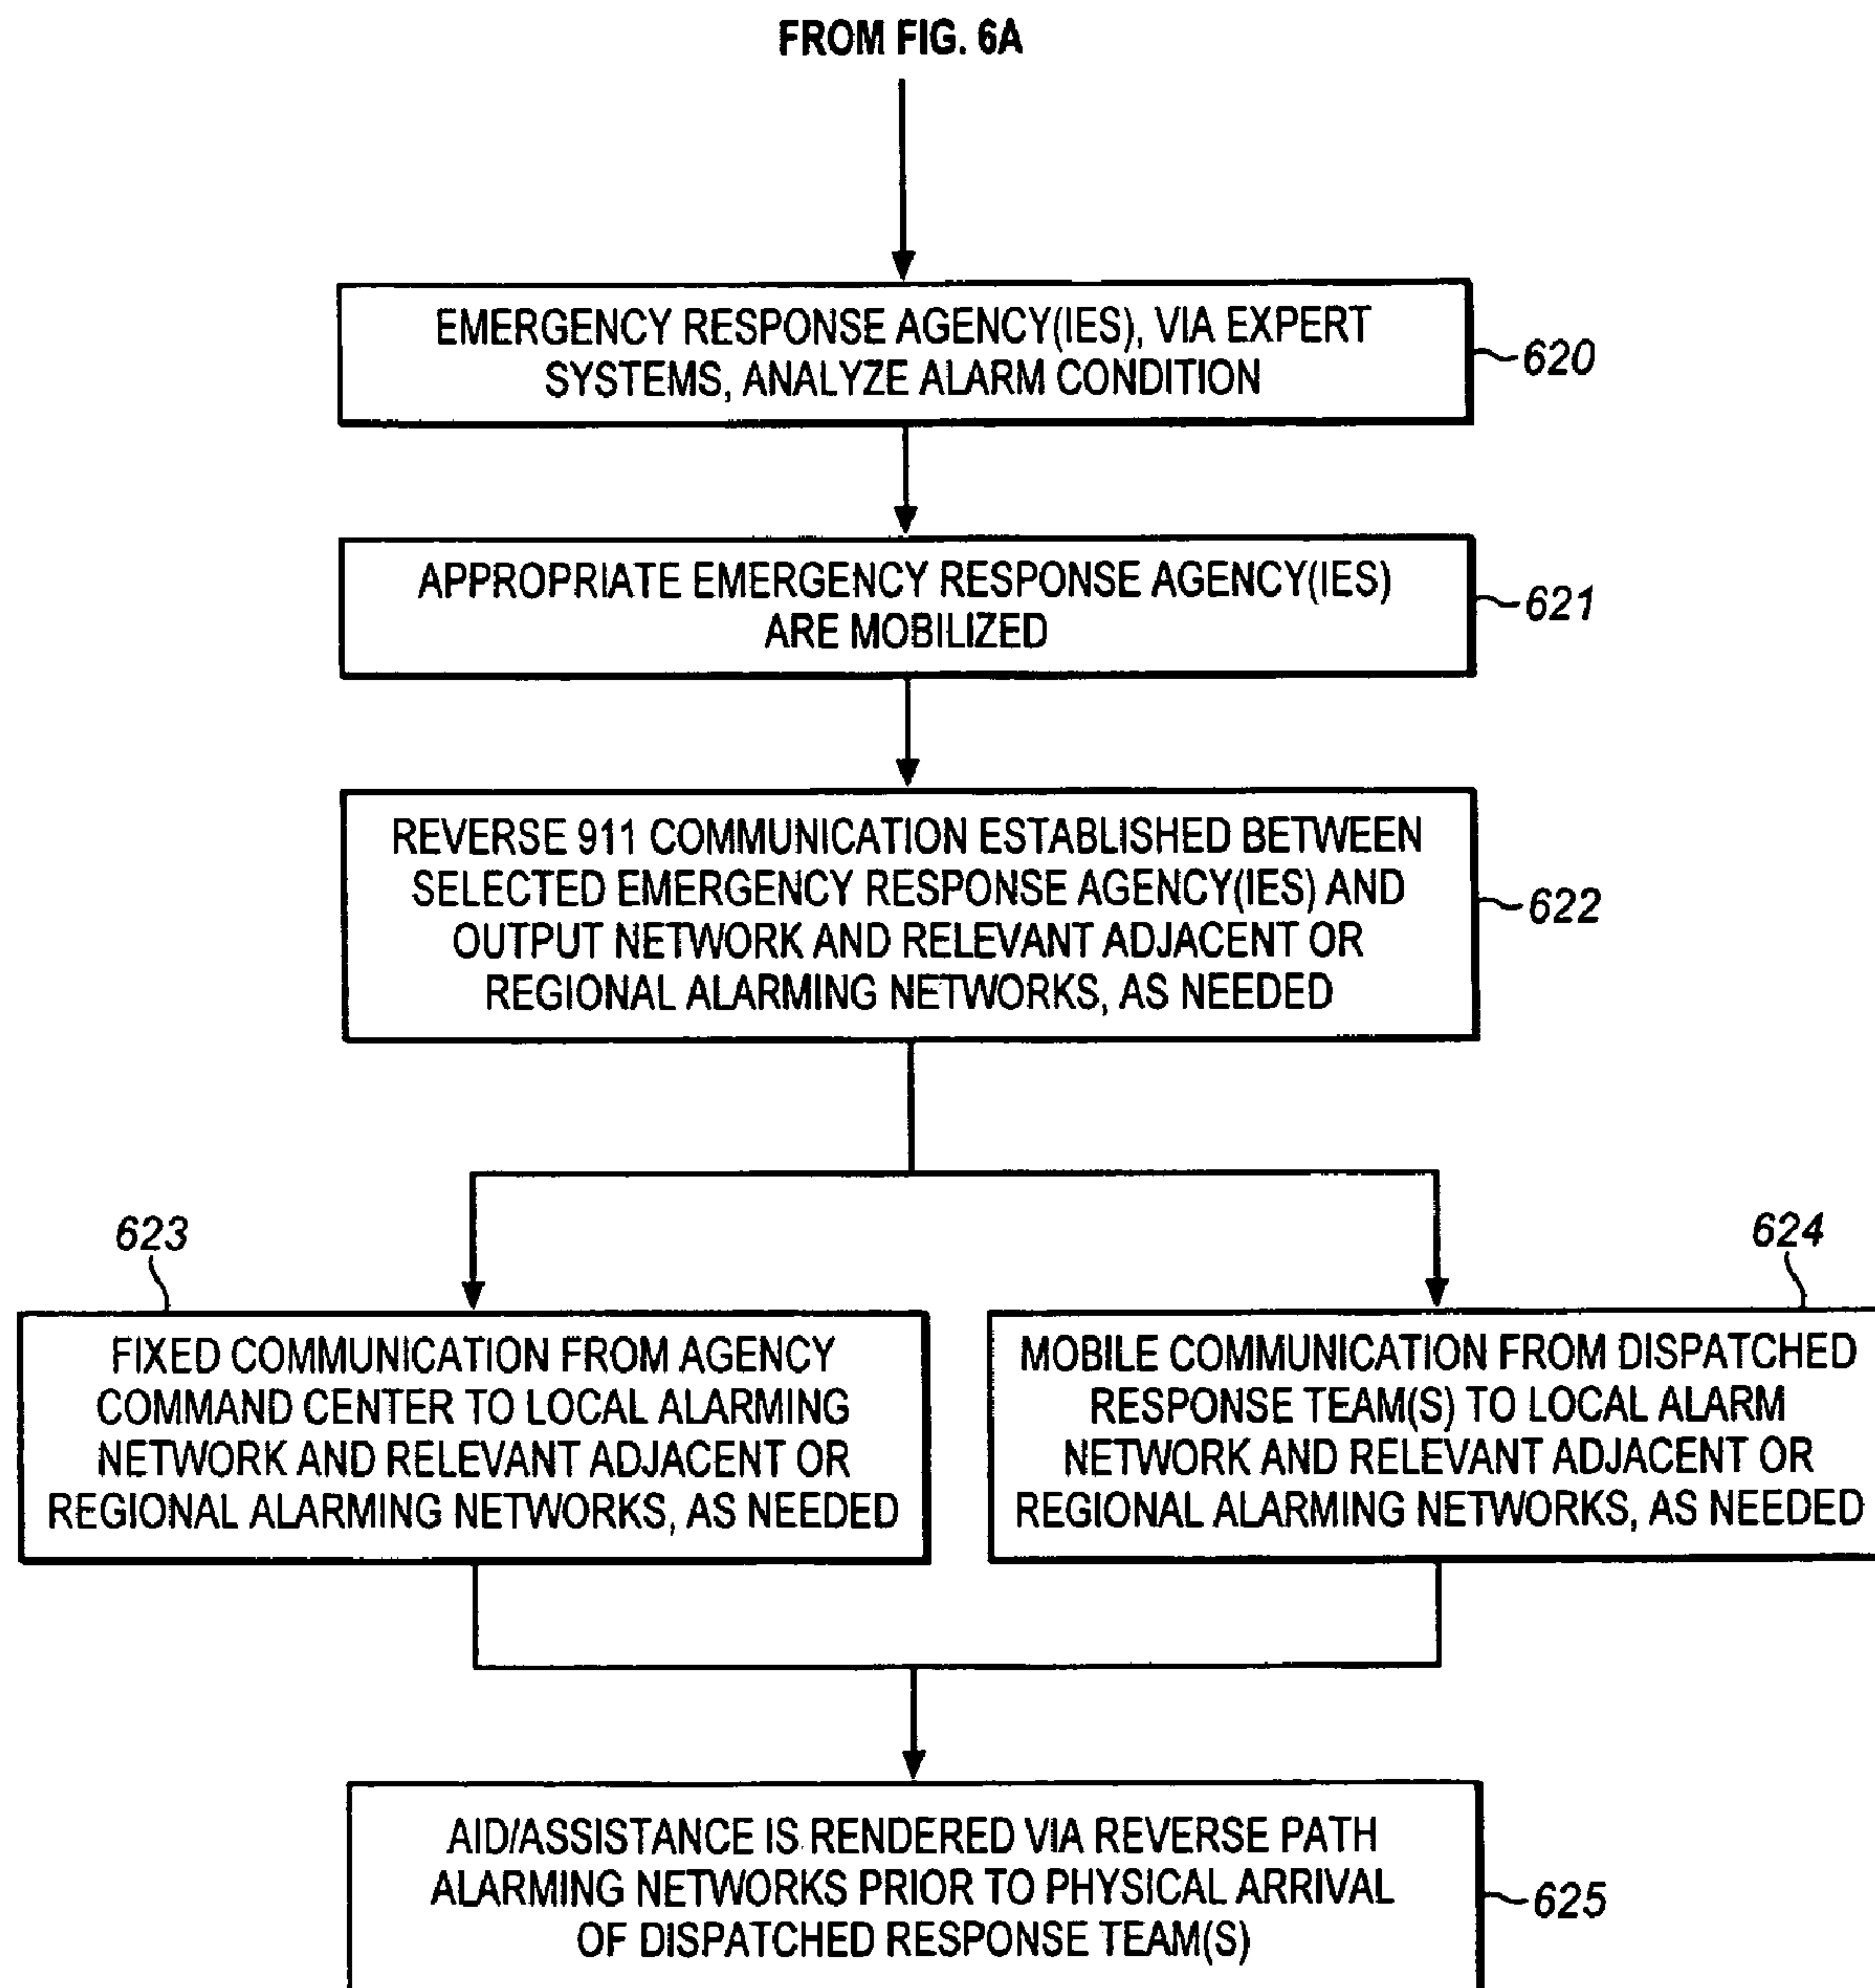 FROM FIG. 6A
EMERGENCY RESPONSE AGENCY(IES), VIA EXPERT
SYSTEMS, ANALYZE ALARM CONDITION
620
APPROPRIATE EMERGENCY RESPONSE AGENCY(IES)
ARE MOBILIZED
621
REVERSE 911 COMMUNICATION ESTABLISHED BETWEEN
SELECTED EMERGENCY RESPONSE AGENCY(IES) AND
OUTPUT NETWORK AND RELEVANT ADJACENT OR
REGIONAL ALARMING NETWORKS, AS NEEDED
622
623
FIXED COMMUNICATION FROM AGENCY
COMMAND CENTER TO LOCAL ALARMING
NETWORK AND RELEVANT ADJACENT OR
REGIONAL ALARMING NETWORKS, AS NEEDED
624
MOBILE COMMUNICATION FROM DISPATCHED
RESPONSE TEAM(S) TO LOCAL ALARM
NETWORK AND RELEVANT ADJACENT OR
REGIONAL ALARMING NETWORKS, AS NEEDED
AID/ASSISTANCE IS RENDERED VIA REVERSE PATH
ALARMING NETWORKS PRIOR TO PHYSICAL ARRIVAL
OF DISPATCHED RESPONSE TEAM(S)
625